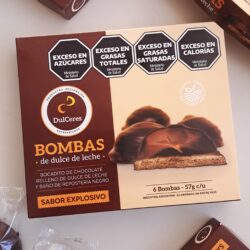 EXCESO EN
AZÚCARES
Ministerio
de Salud
EXCESO EN
GRASAS
TOTALES
Ministerio
de Salud
EXCESO EN
GRASAS
SATURADAS
Ministerio
de Salud
EXCESO EN
CALORÍAS
Ministerio
de Salud
DulCeres
BOMBAS
de dulce de leche
BOCADITO DE CHOCOLATE
RELLENO DE DULCE DE LECHE
Y BAÑO DE REPOSTERÍA NEGRO
SABOR EXPLOSIVO
6 Bombas - 57g c/u
INDUSTRIA ARGENTINA